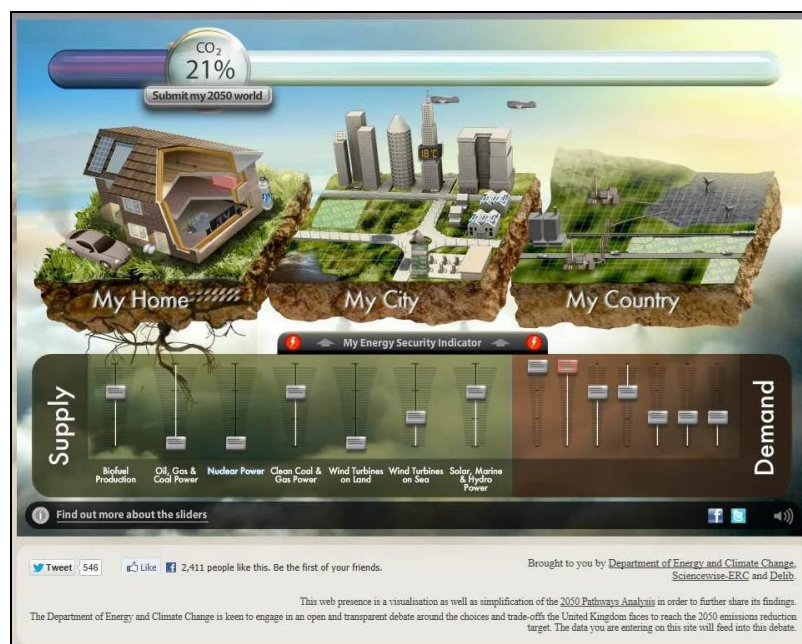 CO2
21%
Submit my 2050 world
18°C
My Home
My City
My Country
My Energy Security Indicator
Supply
Biofuel
Production
Oil, Gas &
Coal Power
Nuclear Power
Clean Coal &
Gas Power
Wind Turbines
on Land
Wind Turbines
on Sea
Solar, Marine
& Hydro
Power
Demand
i Find out more about the sliders
Tweet 546
Like
2,411 people like this. Be the first of your friends.
Brought to you by Department of Energy and Climate Change,
Sciencewise-ERC and Delib.
This web presence is a visualisation as well as simplification of the 2050 Pathways Analysis in order to further share its findings.
The Department of Energy and Climate Change is keen to engage in an open and transparent debate around the choices and trade-offs the United Kingdom faces to reach the 2050 emissions reduction
target. The data you are entering on this site will feed into this debate.